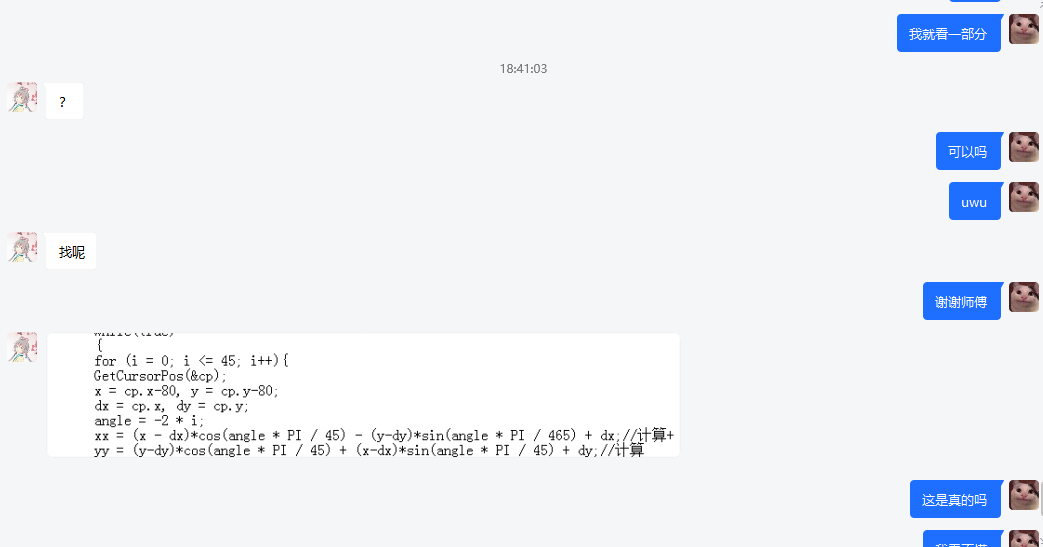 我就看一部分
18:41:03
?
可以吗
uwu
找呢
谢谢师傅
while(true)
{
for (i = 0; i <= 45; i++){
GetCursorPos(&cp);
x = cp.x-80, y = cp.y-80;
dx = cp.x, dy = cp.y;
angle = -2 * i;
xx = (x - dx)*cos(angle * PI / 45) - (y-dy)*sin(angle * PI / 465) + dx;//计算+
yy = (y-dy)*cos(angle * PI / 45) + (x-dx)*sin(angle * PI / 45) + dy;//计算
这是真的吗